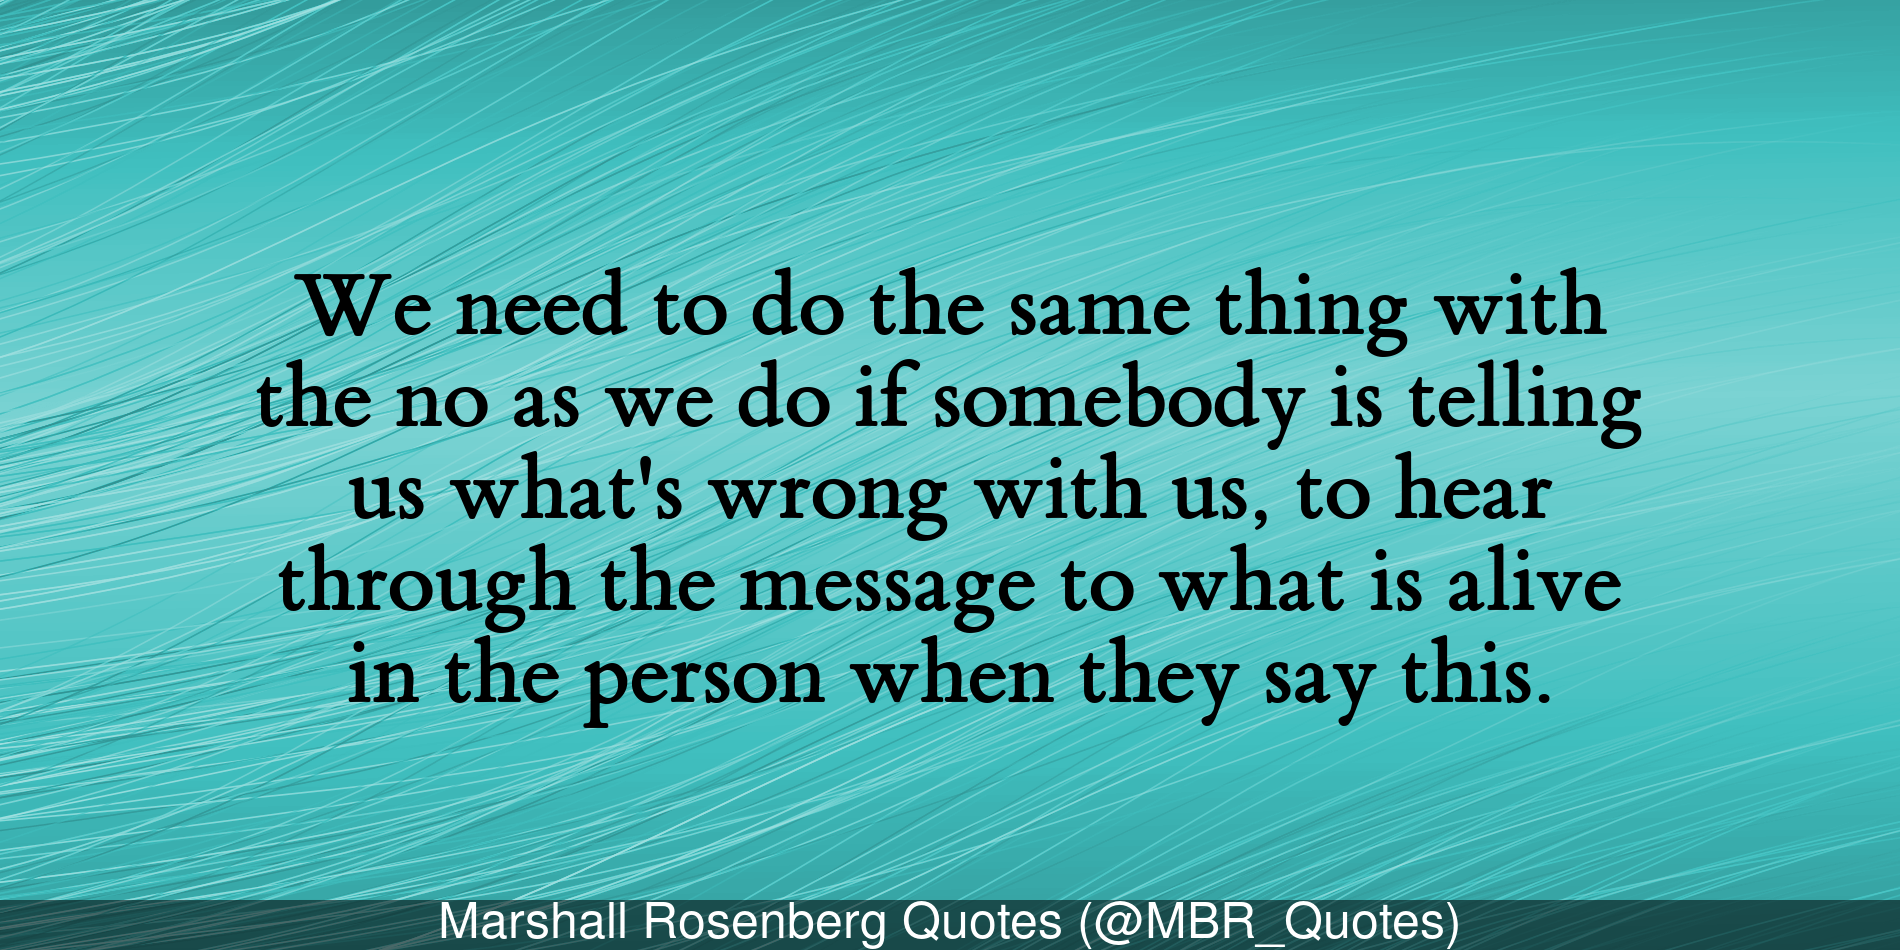 We need to do the same thing with
the no as we do if somebody is telling
us what's wrong with us, to hear
through the message to what is alive
in the person when they say this.
Marshall Rosenberg Quotes (@MBR_Quotes)